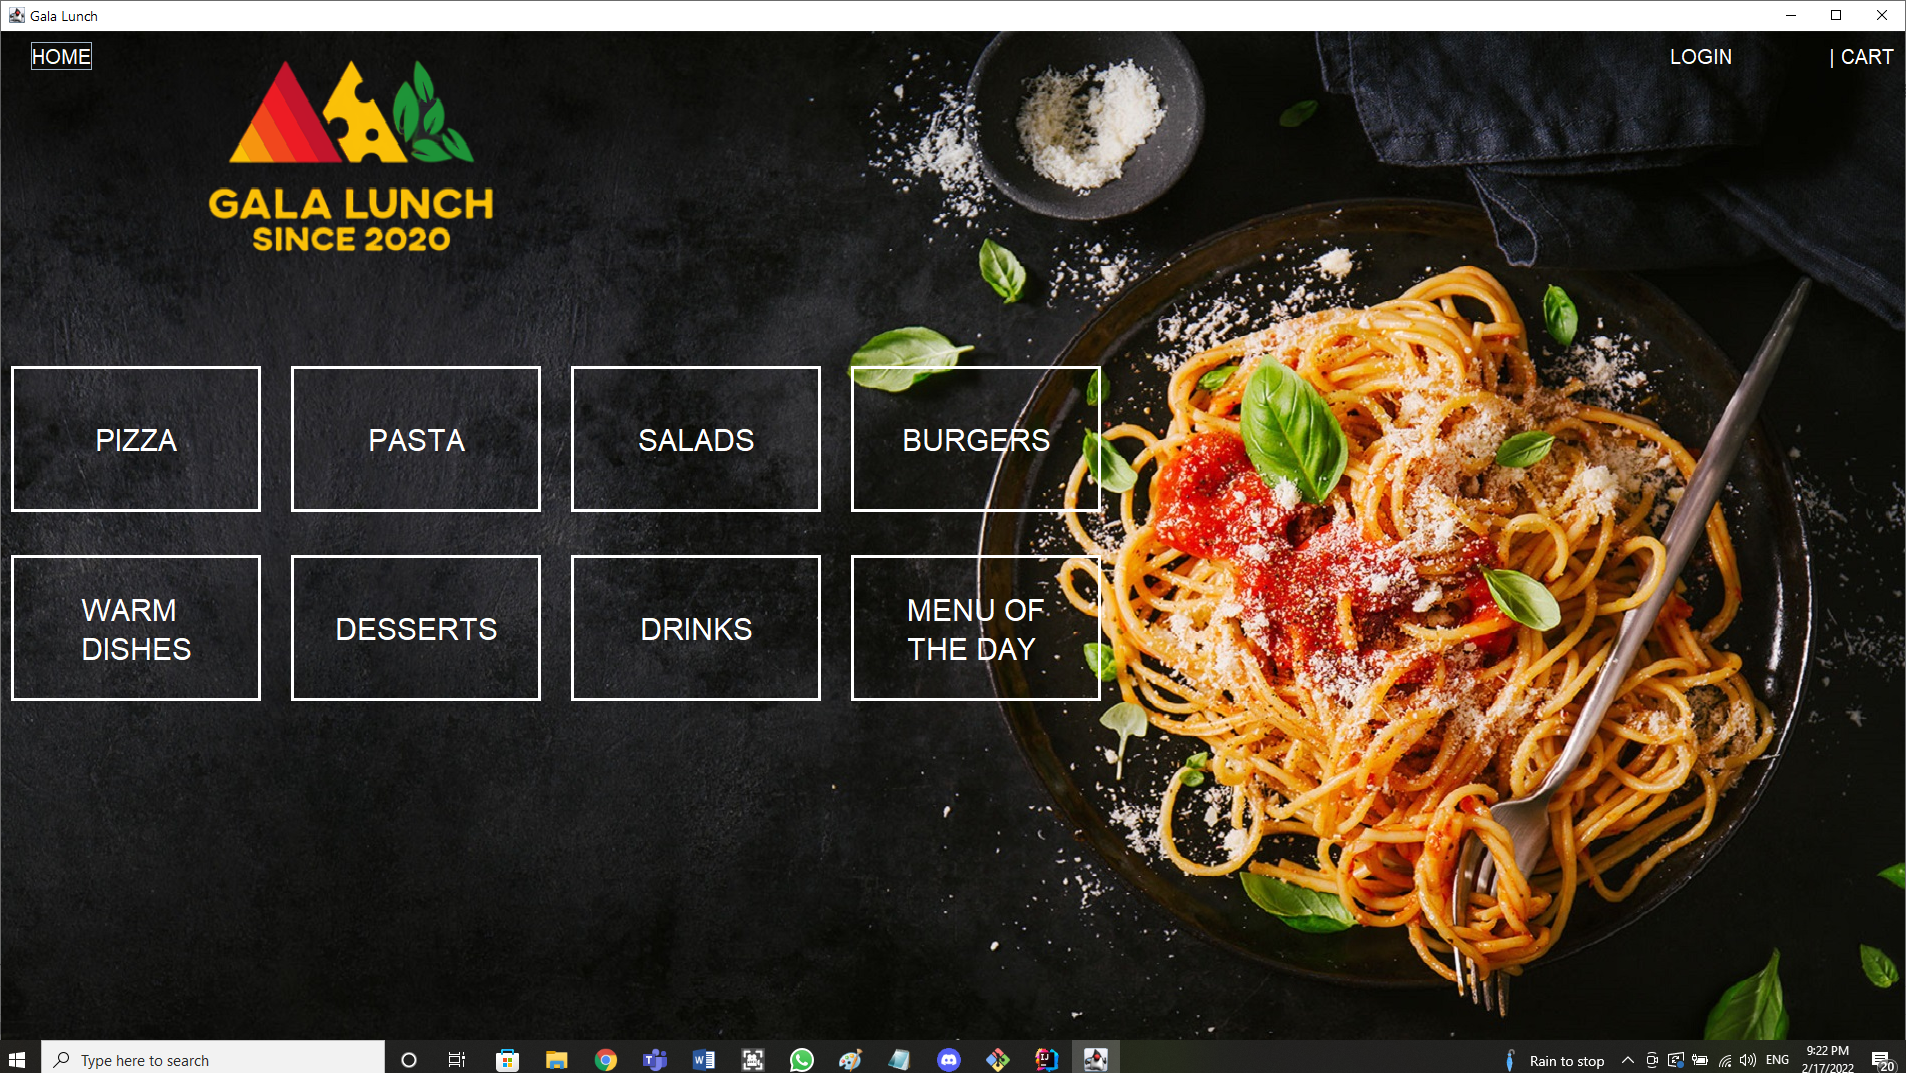 Gala Lunch
HOME
LOGIN
| CART
GALA LUNCH
SINCE 2020
PIZZA
PASTA
SALADS
BURGERS
WARM
DISHES
DESSERTS
DRINKS
MENU OF
THE DAY
Type here to search
Rain to stop
ENG
9:22 PM
2/17/2022
20